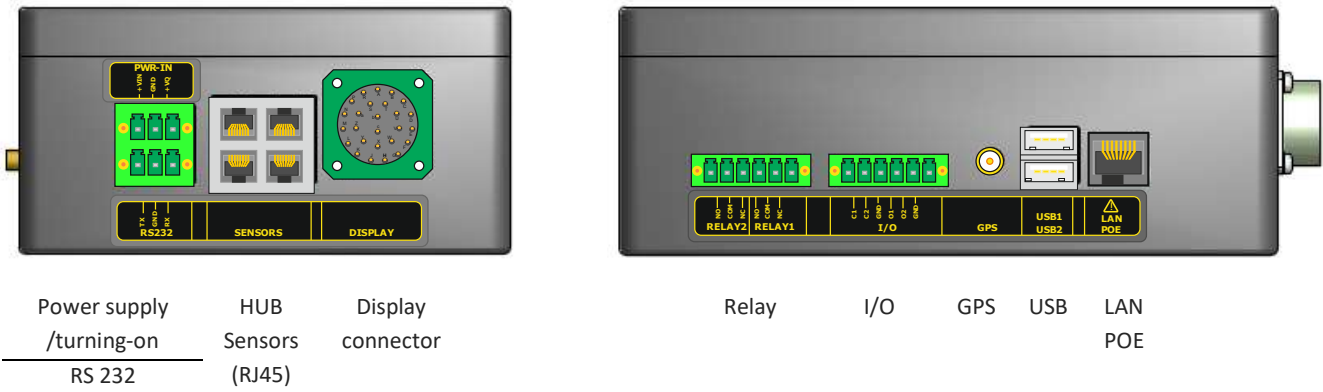 PWR-IN
+VIN
GND
+VQ
TX
GND
RX
RS232
SENSORS
DISPLAY
NO
COM
NC
NO
COM
NC
RELAY2 RELAY1
C1
C2
GND
O1
O2
GND
I/O
GPS
USB1
USB2
LAN
POE
Power supply
/turning-on
RS 232
HUB
Sensors
(RJ45)
Display
connector
Relay
I/O
GPS
USB
LAN
POE